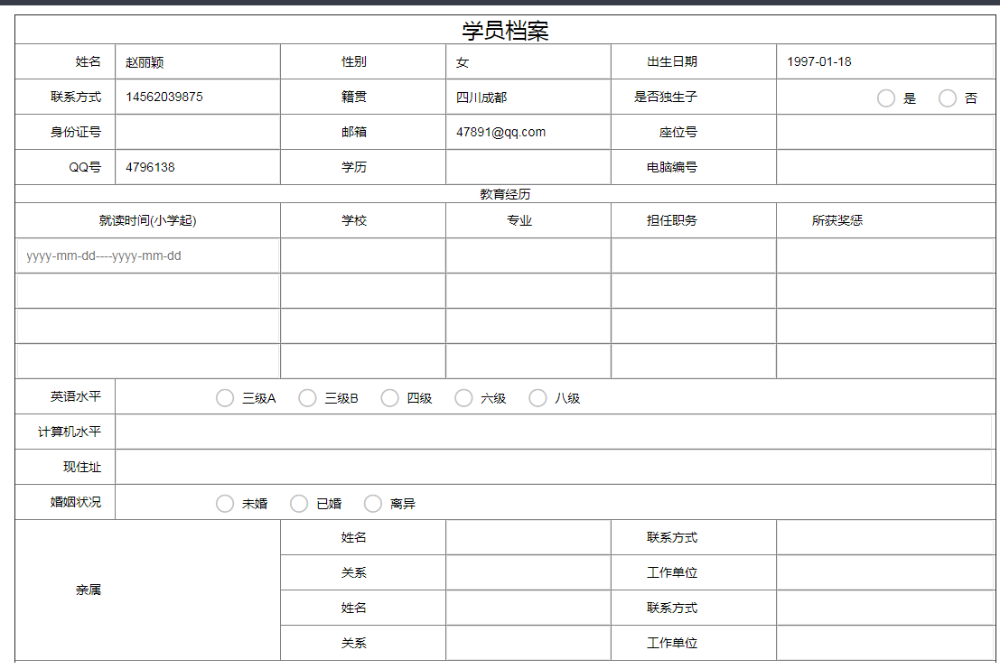 学员档案
姓名 赵丽颖 性别 女 出生日期 1997-01-18
联系方式 14562039875 籍贯 四川成都 是否独生子 是 否
身份证号 邮箱 47891@qq.com 座位号
QQ号 4796138 学历 电脑编号
教育经历
就读时间(小学起) 学校 专业 担任职务 所获奖惩
yyyy-mm-dd----yyyy-mm-dd
英语水平 三级A 三级B 四级 六级 八级
计算机水平
现住址
婚姻状况 未婚 已婚 离异
亲属 姓名 联系方式
关系 工作单位
姓名 联系方式
关系 工作单位